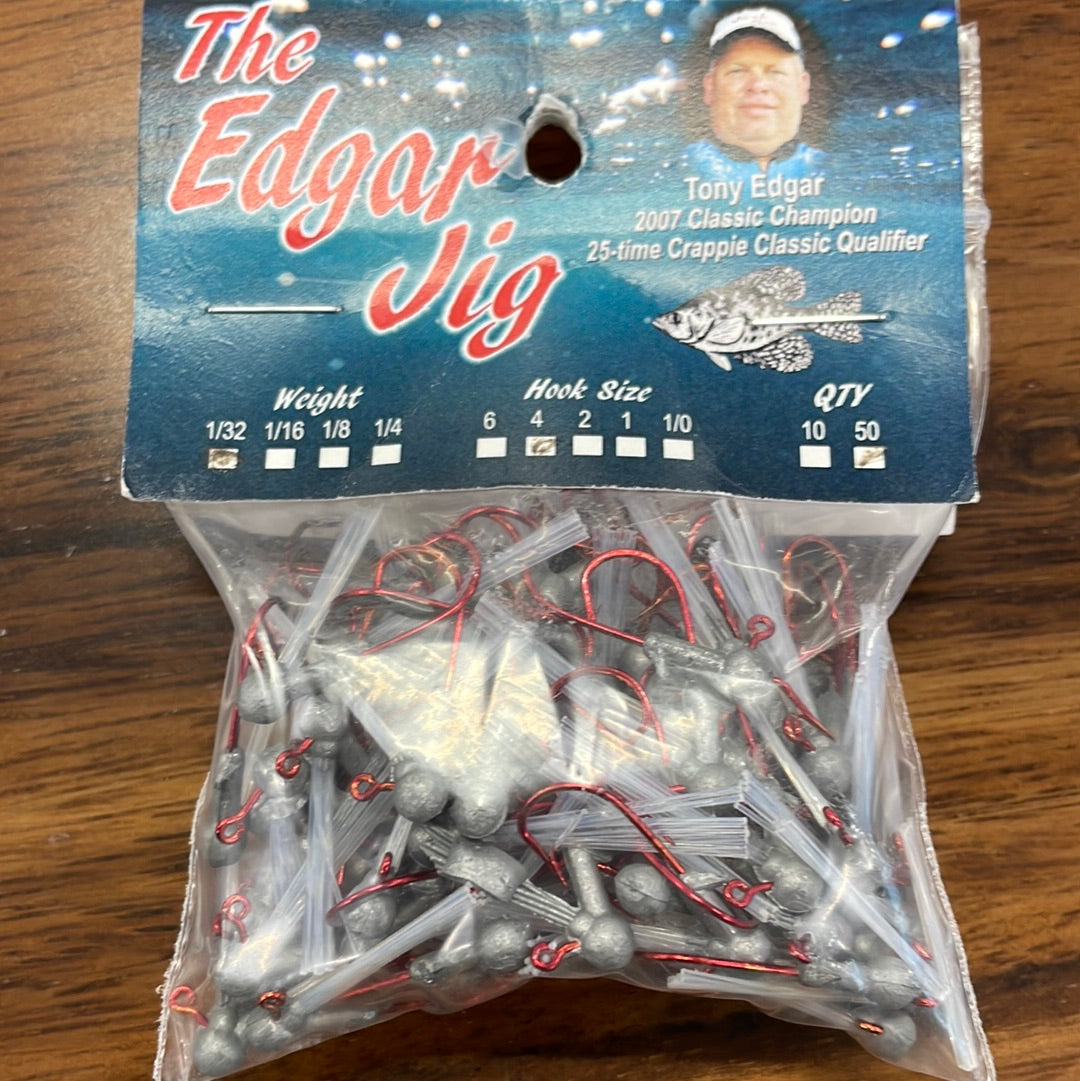 The
Edgar
Jig
Tony Edgar
2007 Classic Champion
25-time Crappie Classic Qualifier
Weight
1/32 1/16 1/8 1/4
Hook Size
6 4 2 1 1/0
QTY
10 50